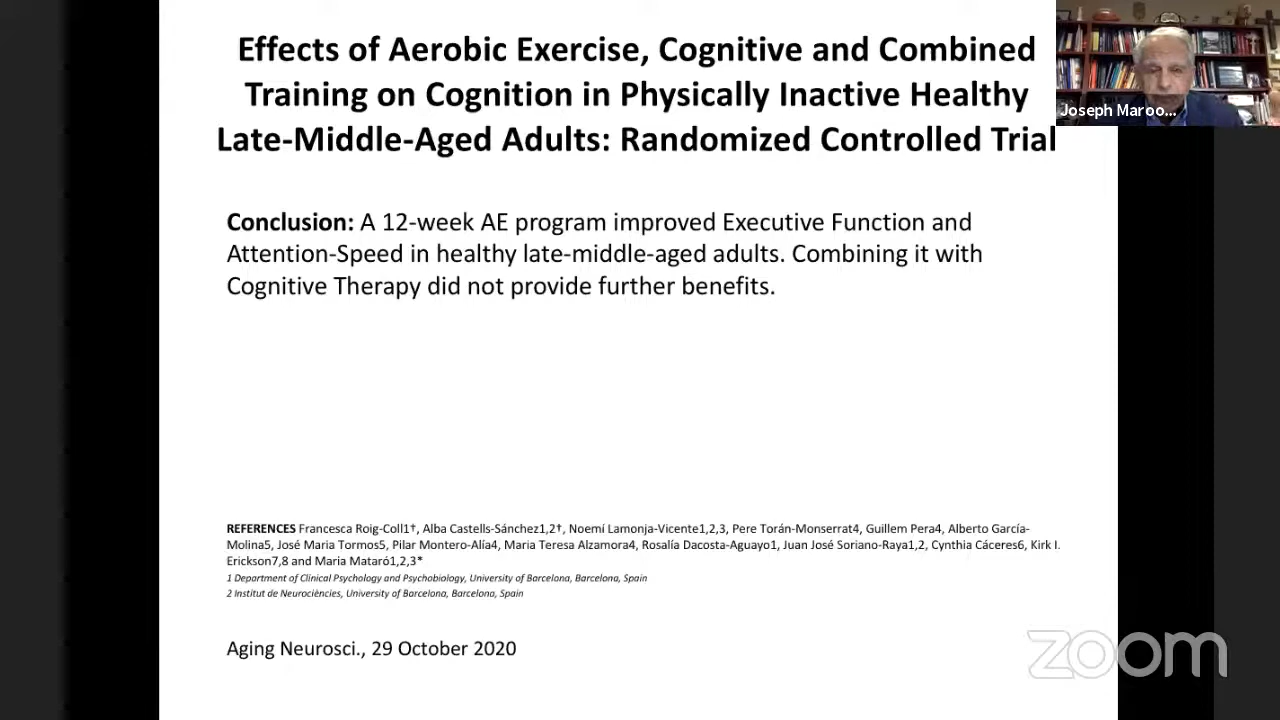 Effects of Aerobic Exercise, Cognitive and Combined
Training on Cognition in Physically Inactive Healthy
Late-Middle-Aged Adults: Randomized Controlled Trial
Joseph Maroo...
Conclusion: A 12-week AE program improved Executive Function and
Attention-Speed in healthy late-middle-aged adults. Combining it with
Cognitive Therapy did not provide further benefits.
REFERENCES Francesca Roig-Coll1†, Alba Castells-Sánchez1,2†, Noemí Lamonja-Vicente1,2,3, Pere Torán-Monserrat4, Guillem Pera4, Alberto García-
Molina5, José Maria Tormos5, Pilar Montero-Alía4, Maria Teresa Alzamora4, Rosalía Dacosta-Aguayo1, Juan José Soriano-Raya1,2, Cynthia Cáceres6, Kirk I.
Erickson7,8 and Maria Mataró1,2,3*
1 Department of Clinical Psychology and Psychobiology, University of Barcelona, Barcelona, Spain
2 Institut de Neurociències, University of Barcelona, Barcelona, Spain
Aging Neurosci., 29 October 2020
zoom